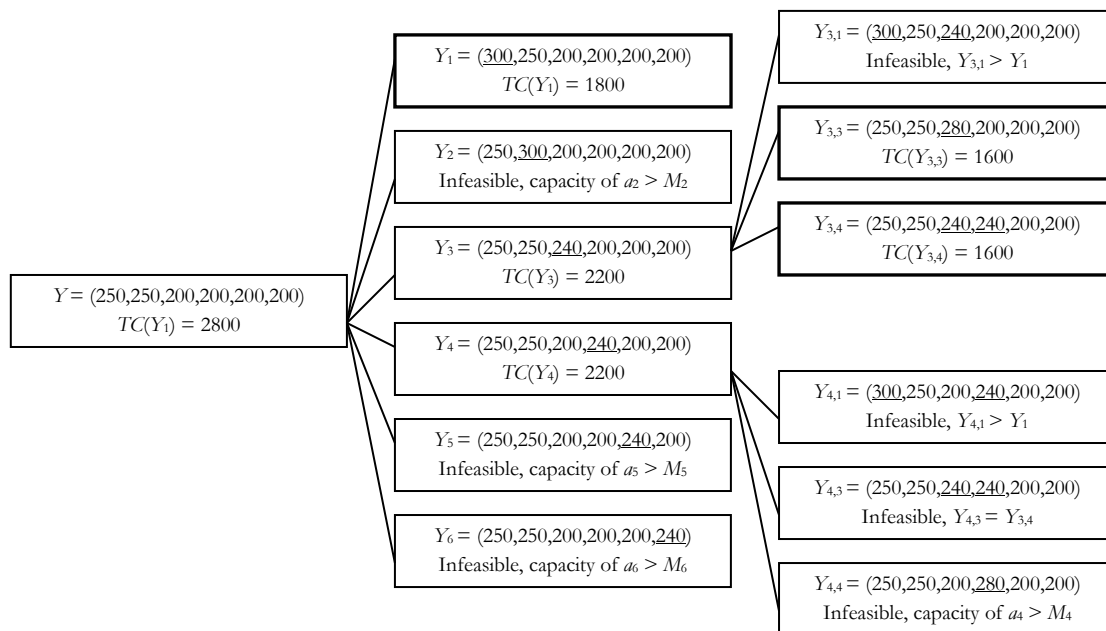 Y = (250,250,200,200,200,200)
TC(Y₁) = 2800
Y₁ = (300,250,200,200,200,200)
TC(Y₁) = 1800
Y₂ = (250,300,200,200,200,200)
Infeasible, capacity of a₂ > M₂
Y₃ = (250,250,240,200,200,200)
TC(Y₃) = 2200
Y₄ = (250,250,200,240,200,200)
TC(Y₄) = 2200
Y₅ = (250,250,200,200,240,200)
Infeasible, capacity of a₅ > M₅
Y₆ = (250,250,200,200,200,240)
Infeasible, capacity of a₆ > M₆
Y₃,₁ = (300,250,240,200,200,200)
Infeasible, Y₃,₁ > Y₁
Y₃,₃ = (250,250,280,200,200,200)
TC(Y₃,₃) = 1600
Y₃,₄ = (250,250,240,240,200,200)
TC(Y₃,₄) = 1600
Y₄,₁ = (300,250,200,240,200,200)
Infeasible, Y₄,₁ > Y₁
Y₄,₃ = (250,250,240,240,200,200)
Infeasible, Y₄,₃ = Y₃,₄
Y₄,₄ = (250,250,200,280,200,200)
Infeasible, capacity of a₄ > M₄